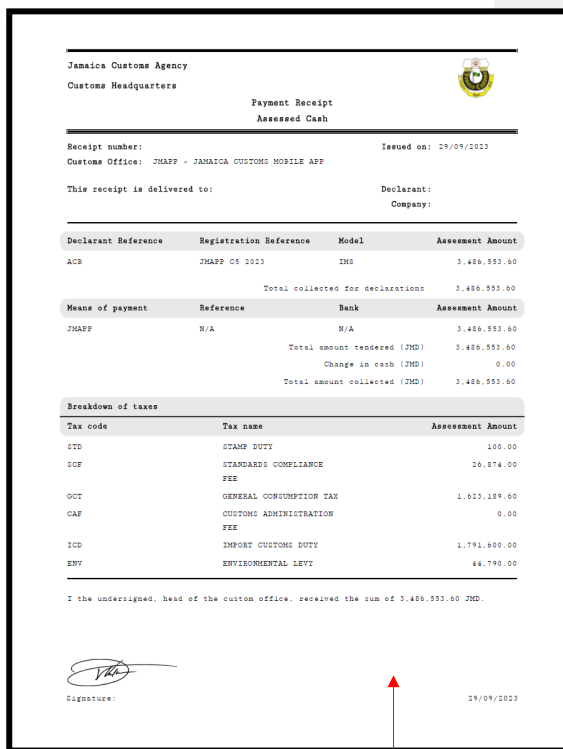 Jamaica Customs Agency
Customs Headquarters
Payment Receipt
Assessed Cash
Receipt number: Issued on: 29/09/2023
Customs Office: JMAPP - JAMAICA CUSTOMS MOBILE APP
This receipt is delivered to: Declarant:
Company:
Declarant Reference Registration Reference Model Assesment Amount
ACB JMAPP C5 2023 IMS 3,486,553.60
Total collected for declarations 3,486,553.60
Means of payment Reference Bank Assesment Amount
JMAPP N/A N/A 3,486,553.60
Total amount tendered (JMD) 3,486,553.60
Change in cash (JMD) 0.00
Total amount collected (JMD) 3,486,553.60
Breakdown of taxes
Tax code Tax name Assessment Amount
STD STAMP DUTY 100.00
SCF STANDARDS COMPLIANCE 26,874.00
FEE
GCT GENERAL CONSUMPTION TAX 1,623,189.60
CAF CUSTOMS ADMINISTRATION 0.00
FEE
ICD IMPORT CUSTOMS DUTY 1,791,600.00
ENV ENVIRONMENTAL LEVY 44,790.00
I the undersigned, head of the custom office, received the sum of 3,486,553.60 JMD.
Signature: 29/09/2023